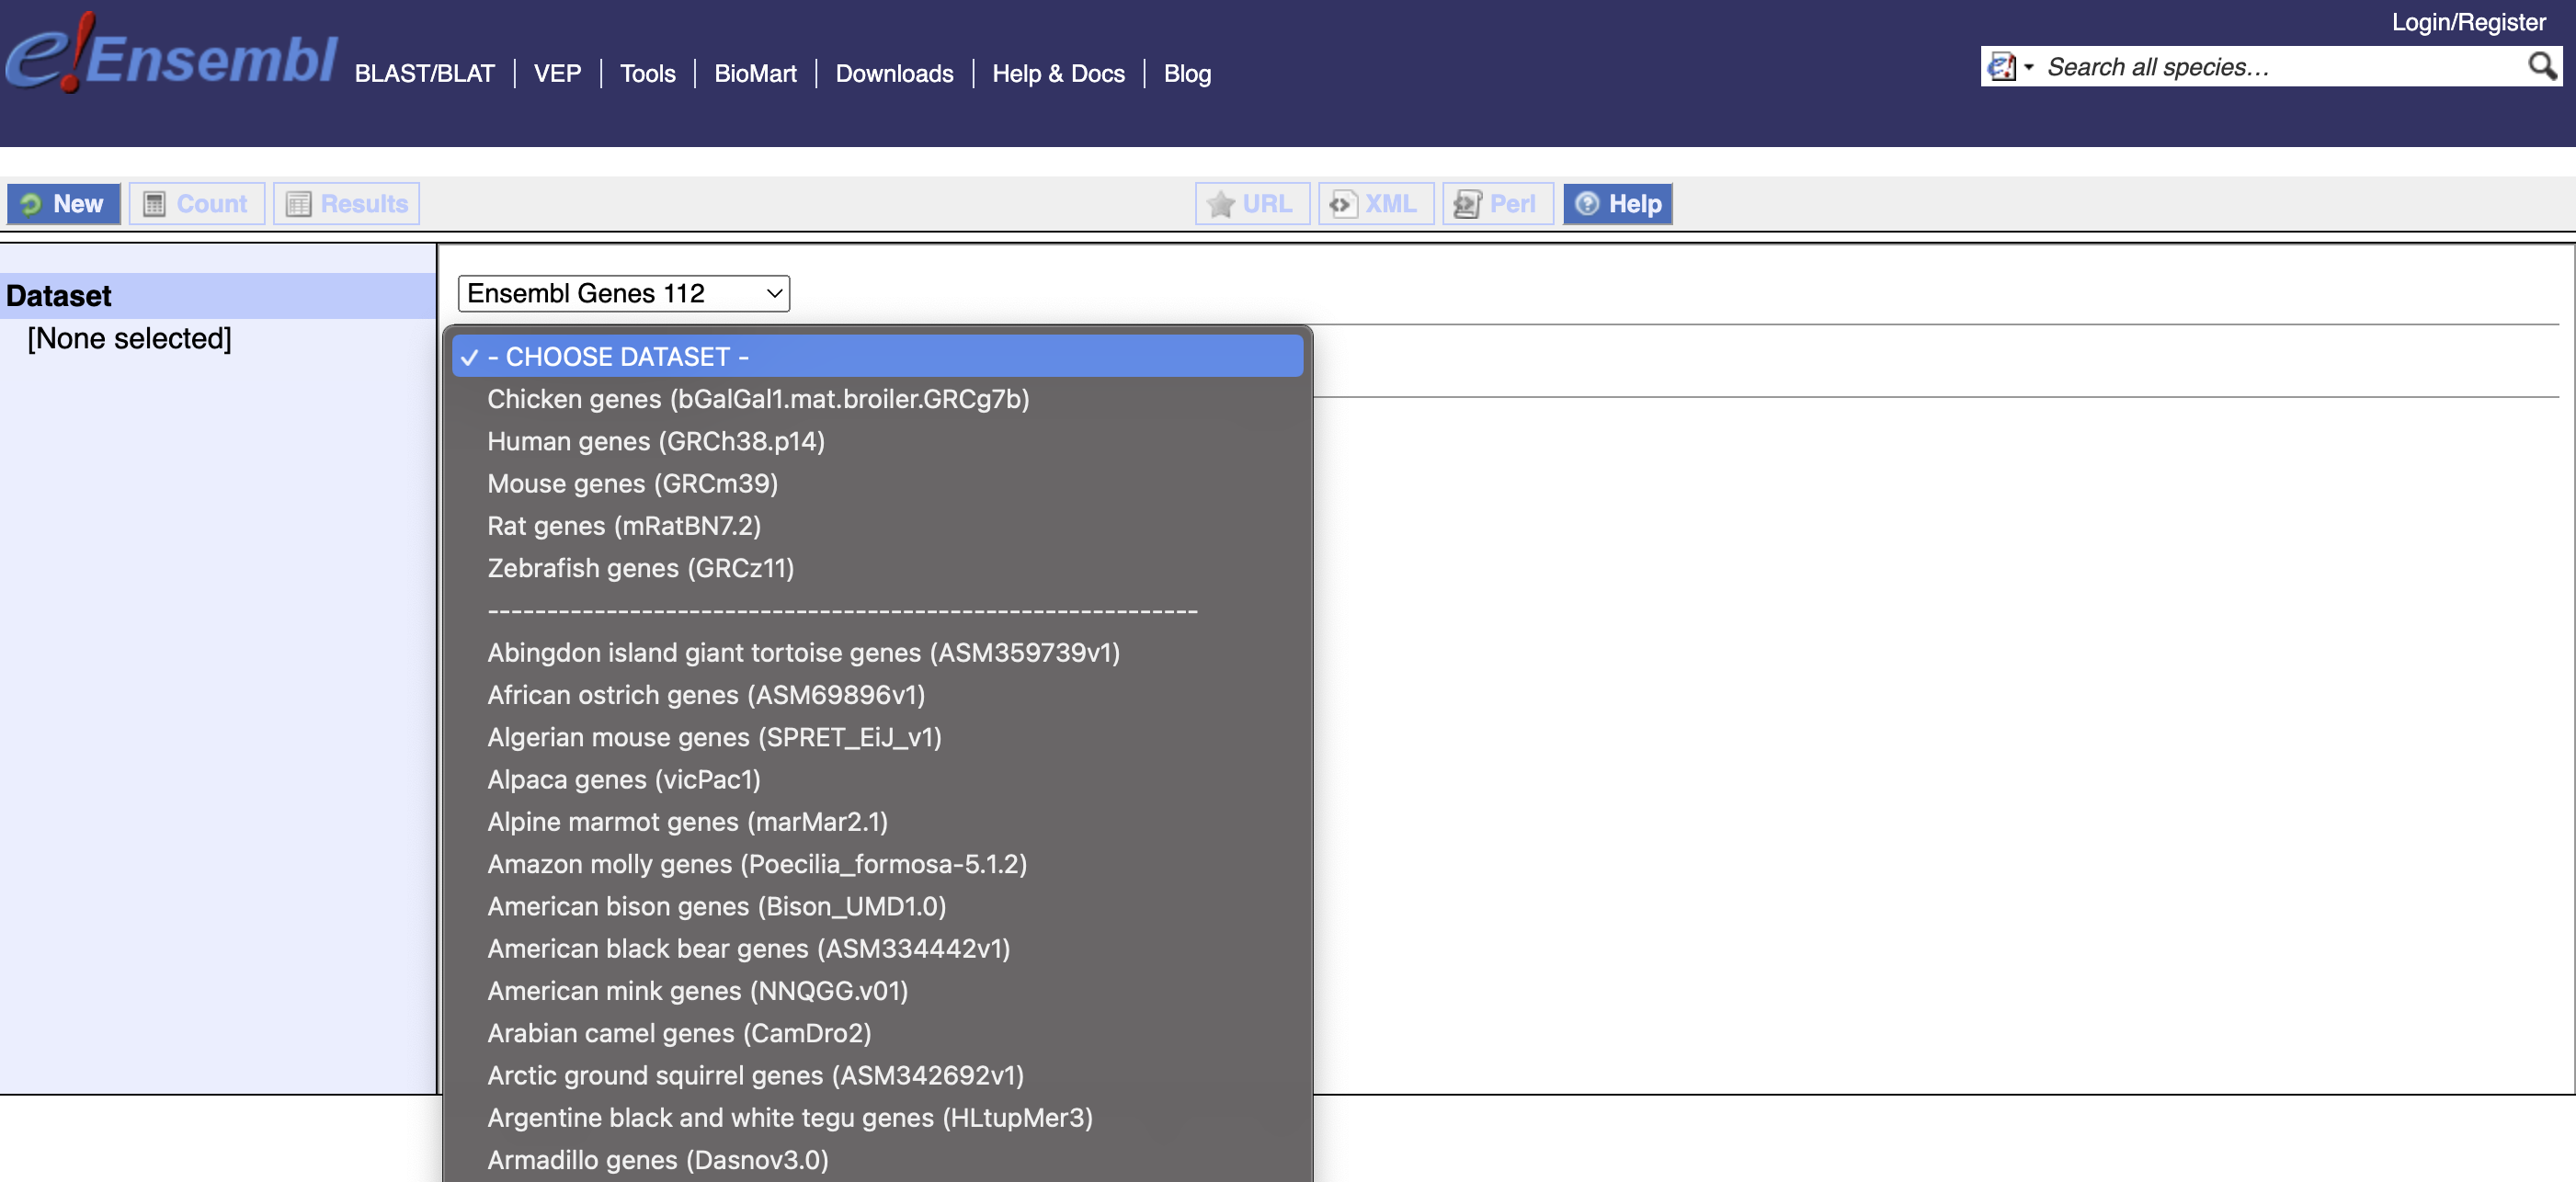 Login/Register
e!Ensembl
BLAST/BLAT | VEP | Tools | BioMart | Downloads | Help & Docs | Blog
Search all species...
New Count Results URL XML Perl Help
Dataset
[None selected]
Ensembl Genes 112
- CHOOSE DATASET -
Chicken genes (bGalGal1.mat.broiler.GRCg7b)
Human genes (GRCh38.p14)
Mouse genes (GRCm39)
Rat genes (mRatBN7.2)
Zebrafish genes (GRCz11)
------------------------------------------------------------
Abingdon island giant tortoise genes (ASM359739v1)
African ostrich genes (ASM69896v1)
Algerian mouse genes (SPRET_EiJ_v1)
Alpaca genes (vicPac1)
Alpine marmot genes (marMar2.1)
Amazon molly genes (Poecilia_formosa-5.1.2)
American bison genes (Bison_UMD1.0)
American black bear genes (ASM334442v1)
American mink genes (NNQGG.v01)
Arabian camel genes (CamDro2)
Arctic ground squirrel genes (ASM342692v1)
Argentine black and white tegu genes (HLtupMer3)
Armadillo genes (Dasnov3.0)